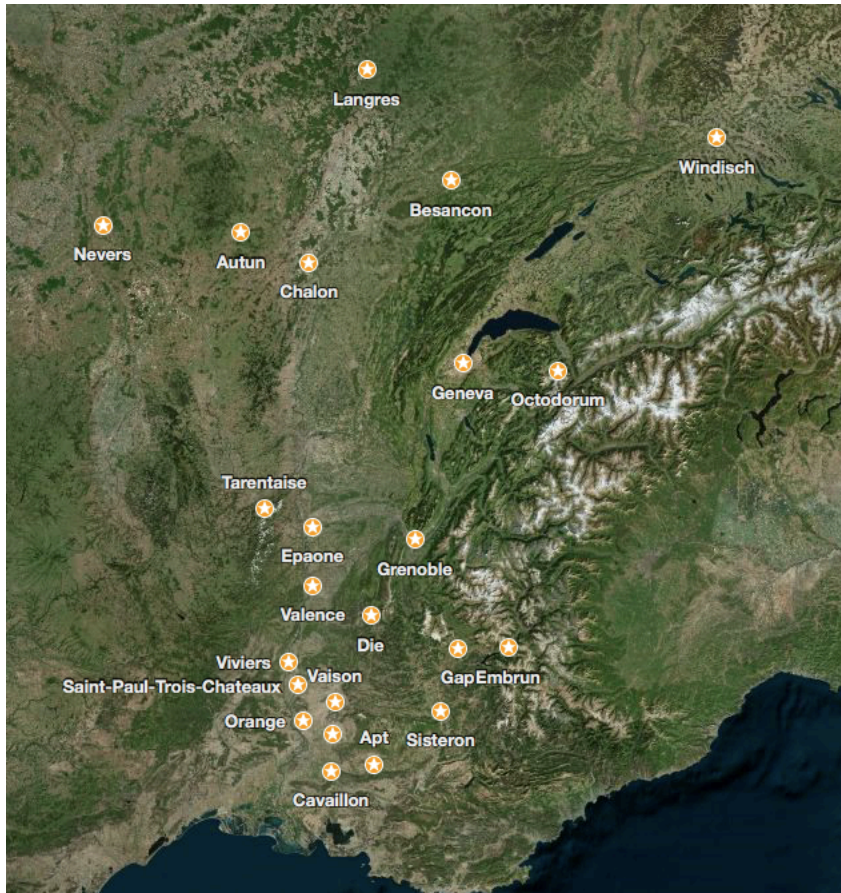 Langres
Windisch
Besancon
Nevers
Autun
Chalon
Geneva
Octodorum
Tarentaise
Epaone
Grenoble
Valence
Die
Viviers
Vaison
Gap
Embrun
Saint-Paul-Trois-Chateaux
Orange
Apt
Sisteron
Cavaillon